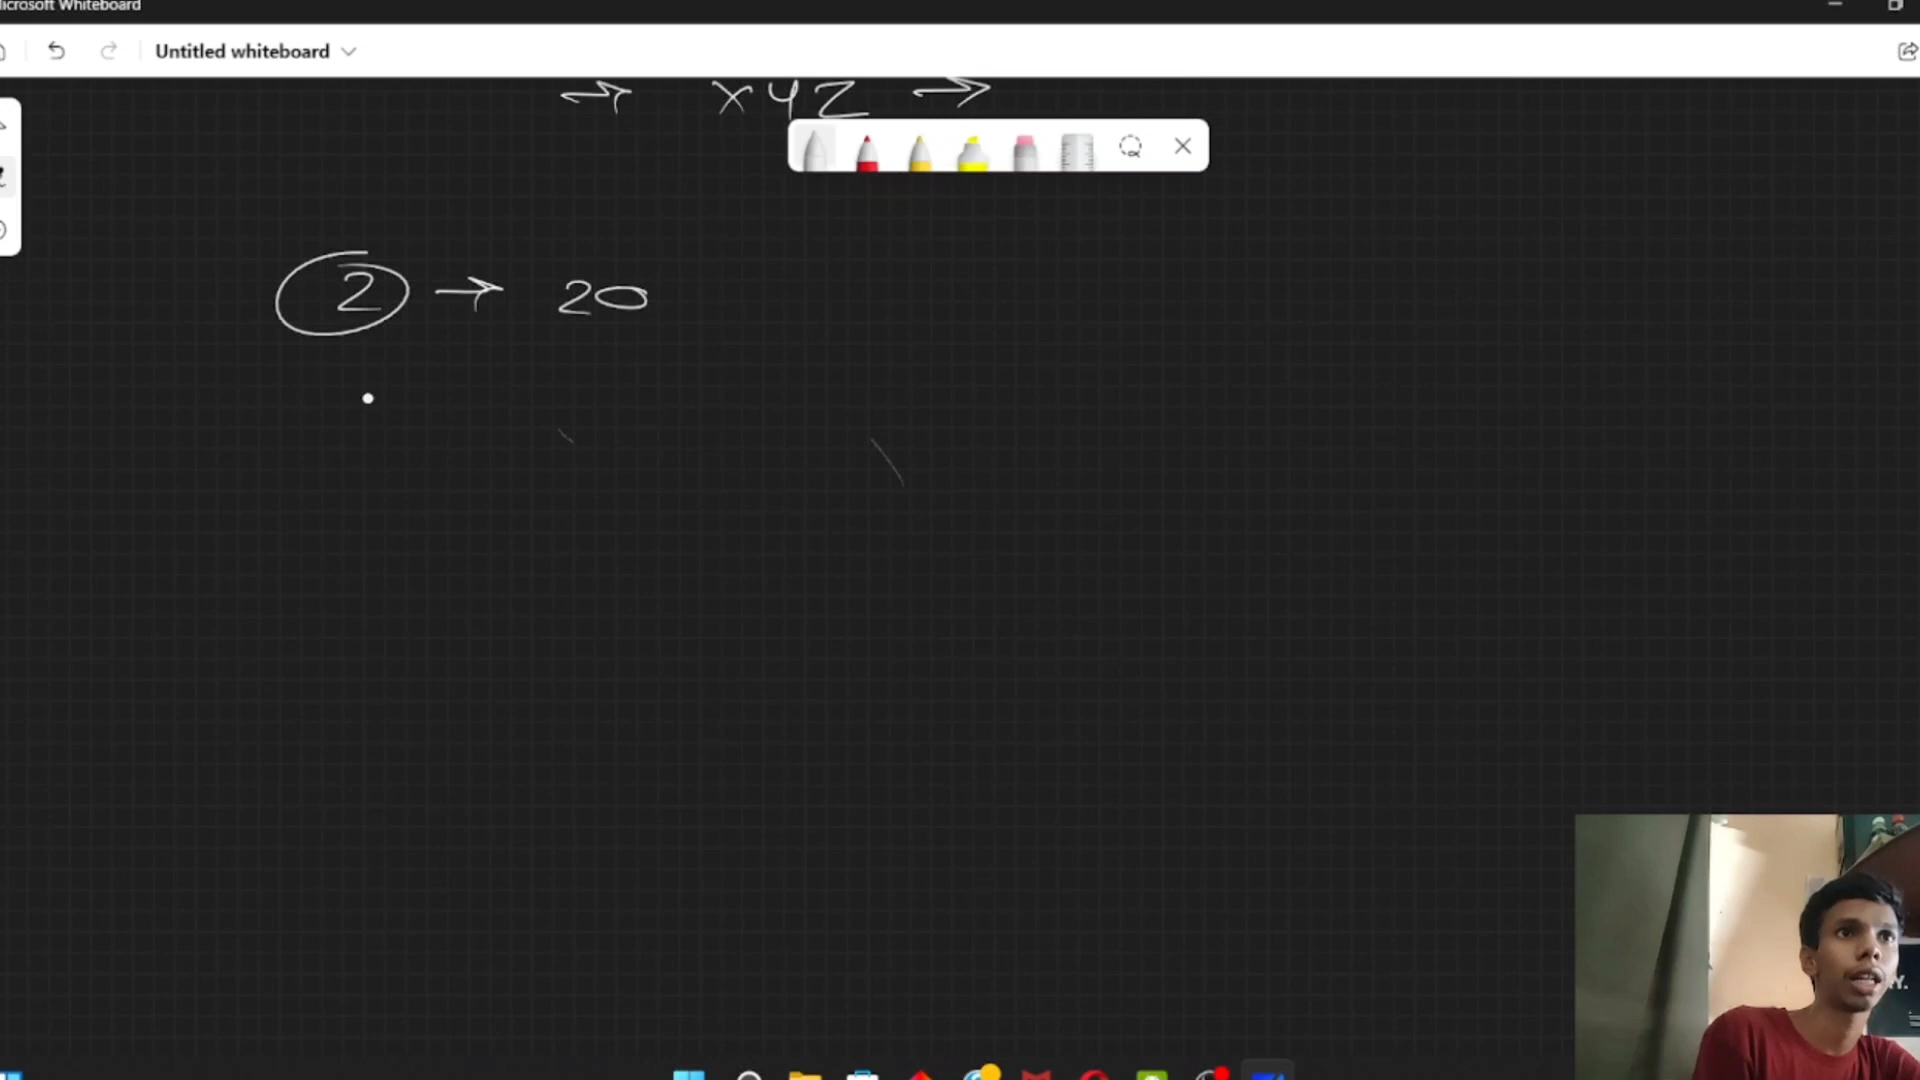 Microsoft Whiteboard
Untitled whiteboard
→ XYZ →
2 → 20
Y.